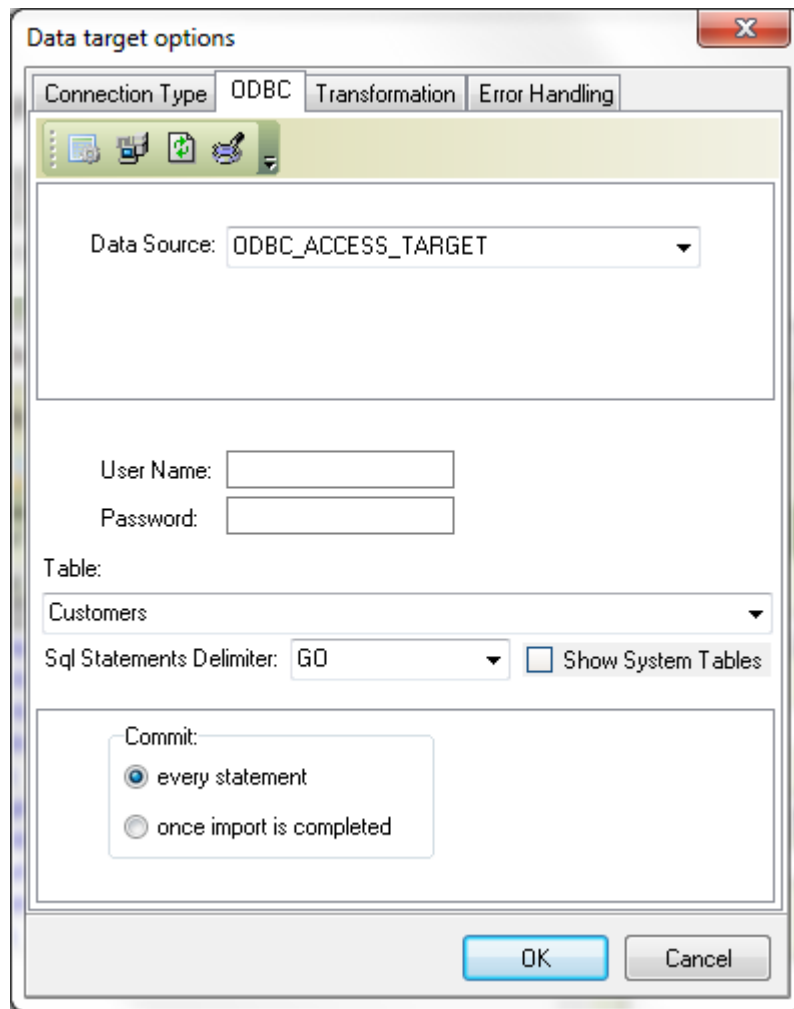 Data target options
Connection Type ODBC Transformation Error Handling
Data Source: ODBC_ACCESS_TARGET
User Name:
Password:
Table:
Customers
Sql Statements Delimiter: GO Show System Tables
Commit:
every statement
once import is completed
OK Cancel